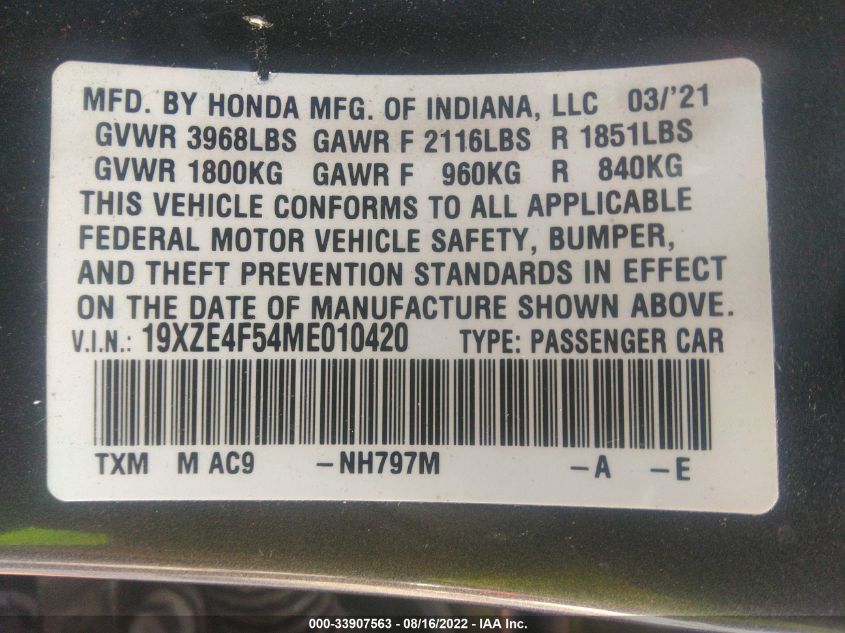 MFD. BY HONDA MFG. OF INDIANA, LLC 03/'21
GVWR 3968LBS GAWR F 2116LBS R 1851LBS
GVWR 1800KG GAWR F 960KG R 840KG
THIS VEHICLE CONFORMS TO ALL APPLICABLE
FEDERAL MOTOR VEHICLE SAFETY, BUMPER,
AND THEFT PREVENTION STANDARDS IN EFFECT
ON THE DATE OF MANUFACTURE SHOWN ABOVE.
V.I.N.: 19XZE4F54ME010420 TYPE: PASSENGER CAR
TXM M AC9 -NH797M -A -E
000-33907563 - 08/16/2022 - IAA Inc.